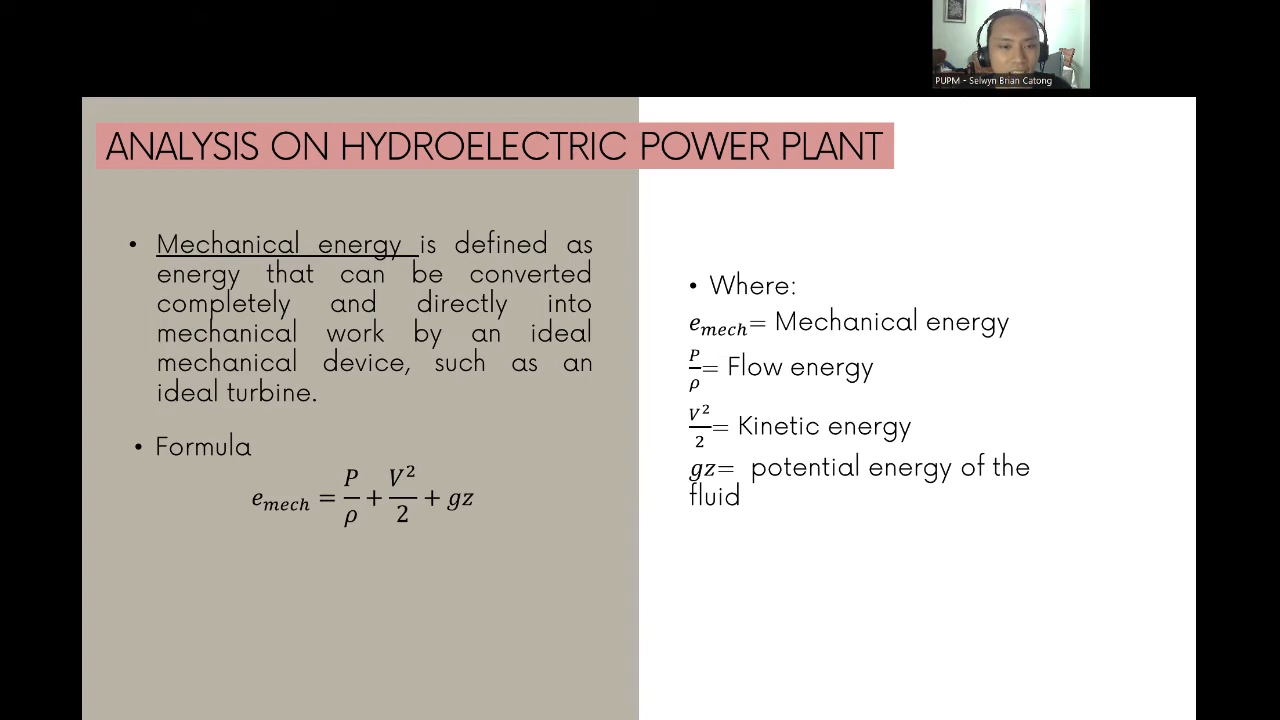 PUPM - Selwyn Brian Catong
ANALYSIS ON HYDROELECTRIC POWER PLANT
• Mechanical energy is defined as
energy that can be converted
completely and directly into
mechanical work by an ideal
mechanical device, such as an
ideal turbine.
• Formula
e_mech = P/ρ + V²/2 + gz
• Where:
e_mech= Mechanical energy
P/ρ= Flow energy
V²/2= Kinetic energy
gz= potential energy of the
fluid